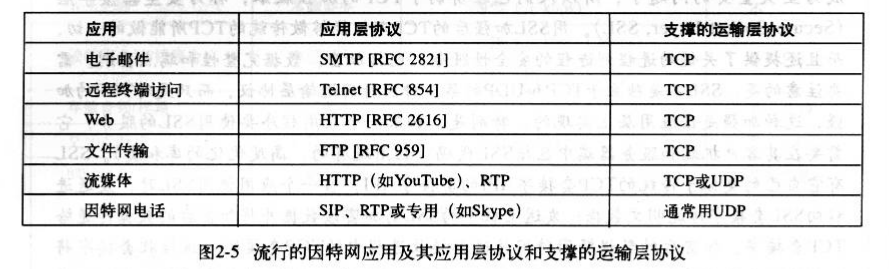 应用 应用层协议 支撑的运输层协议
电子邮件 SMTP [RFC 2821] TCP
远程终端访问 Telnet [RFC 854] TCP
Web HTTP [RFC 2616] TCP
文件传输 FTP [RFC 959] TCP
流媒体 HTTP（如YouTube）、RTP TCP或UDP
因特网电话 SIP、RTP或专用（如Skype） 通常用UDP
图2-5 流行的因特网应用及其应用层协议和支撑的运输层协议